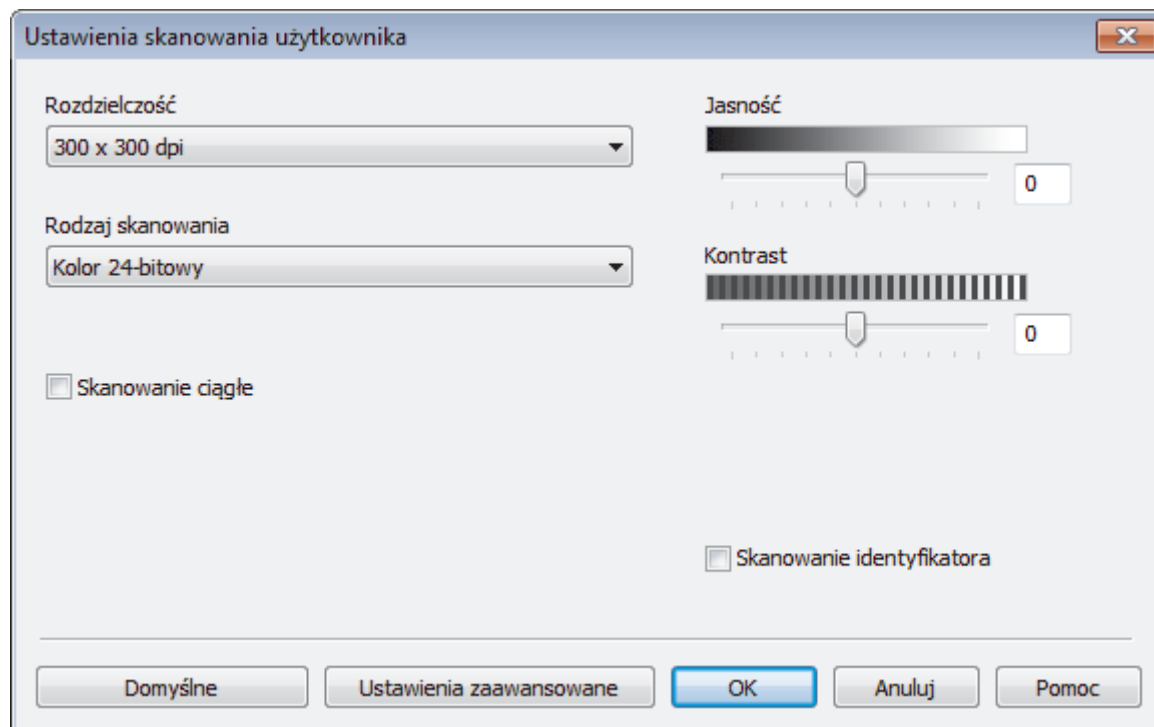 Ustawienia skanowania użytkownika
Rozdzielczość
300 x 300 dpi
Rodzaj skanowania
Kolor 24-bitowy
Skanowanie ciągłe
Jasność
0
Kontrast
0
Skanowanie identyfikatora
Domyślne
Ustawienia zaawansowane
OK
Anuluj
Pomoc